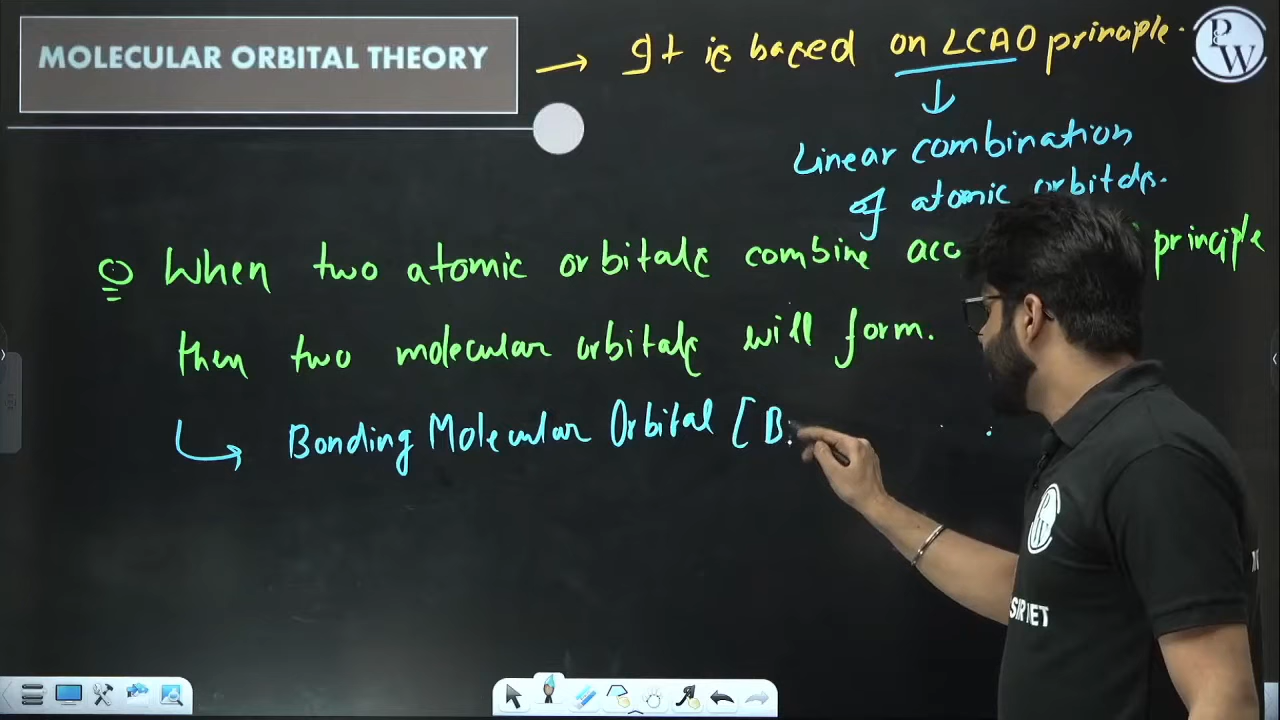 MOLECULAR ORBITAL THEORY
It is based on LCAO principle.
PW
Linear combination
of atomic orbitals.
When two atomic orbitals combine acc principle
then two molecular orbitals will form.
Bonding Molecular Orbital [B.